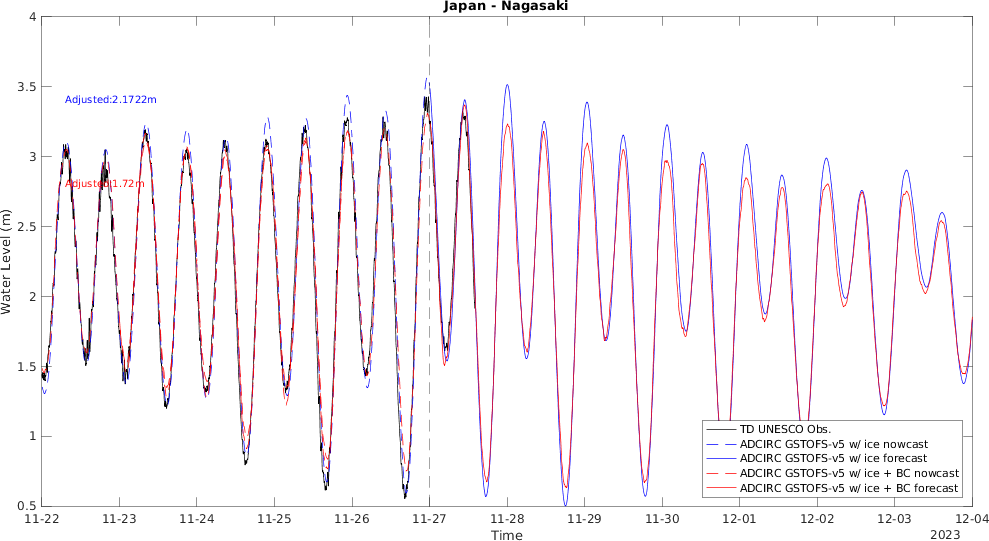 Japan - Nagasaki
4
3.5
3
2.5
2
1.5
1
0.5
Water Level (m)
Adjusted:2.1722m
Adjusted:1.72m
TD UNESCO Obs.
ADCIRC GSTOFS-v5 w/ ice nowcast
ADCIRC GSTOFS-v5 w/ ice forecast
ADCIRC GSTOFS-v5 w/ ice + BC nowcast
ADCIRC GSTOFS-v5 w/ ice + BC forecast
11-22 11-23 11-24 11-25 11-26 11-27 11-28 11-29 11-30 12-01 12-02 12-03 12-04
Time
2023